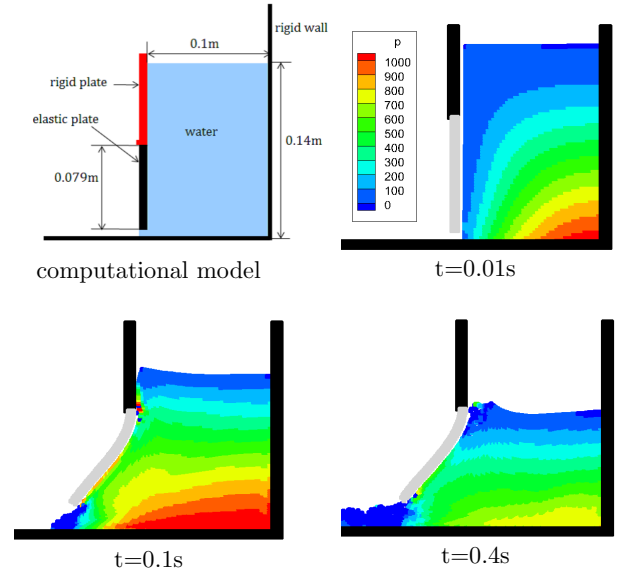 rigid wall
0.1m
rigid plate
elastic plate
water
0.14m
0.079m
computational model
p
1000
900
800
700
600
500
400
300
200
100
0
t=0.01s
t=0.1s
t=0.4s